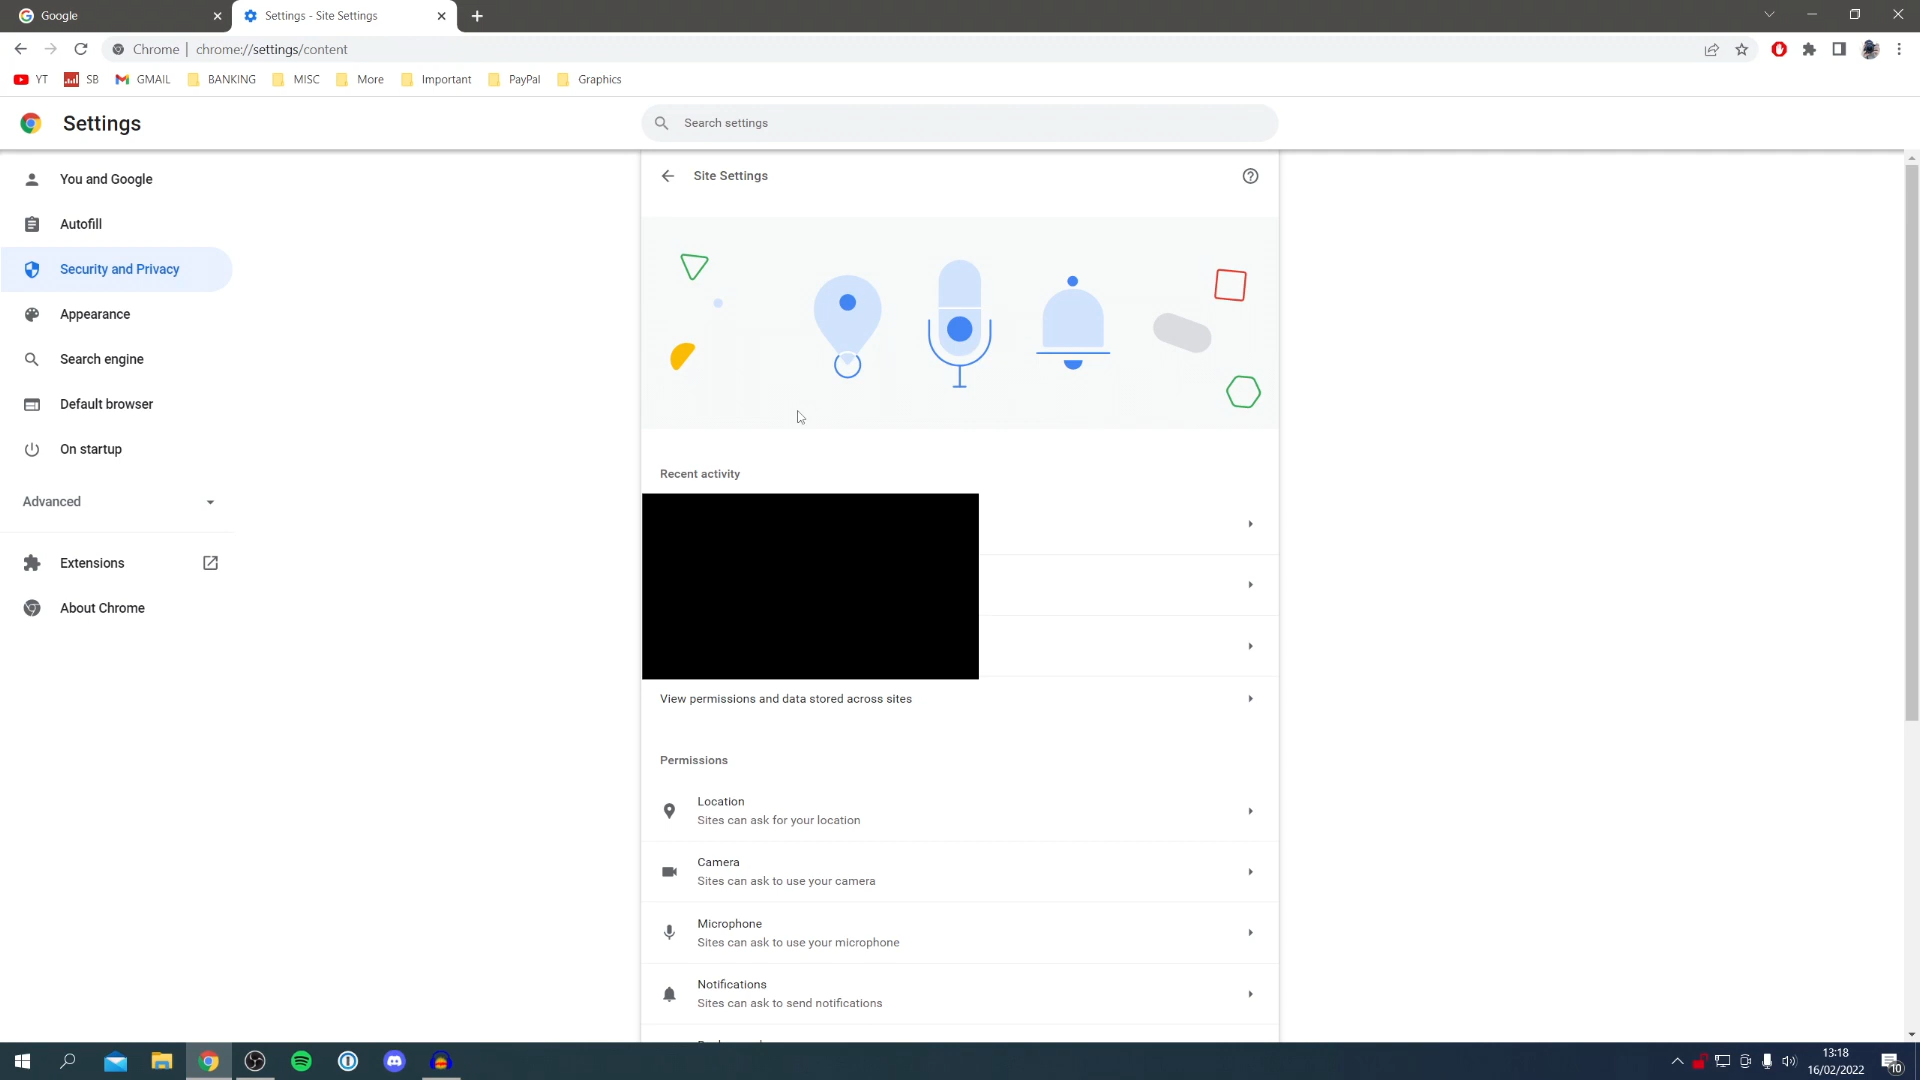 Google
Settings - Site Settings
Chrome | chrome://settings/content
YT SB GMAIL BANKING MISC More Important PayPal Graphics
Settings
Search settings
You and Google
Autofill
Security and Privacy
Appearance
Search engine
Default browser
On startup
Advanced
Extensions
About Chrome
Site Settings
Recent activity
View permissions and data stored across sites
Permissions
Location
Sites can ask for your location
Camera
Sites can ask to use your camera
Microphone
Sites can ask to use your microphone
Notifications
Sites can ask to send notifications
13:18
16/02/2022
10